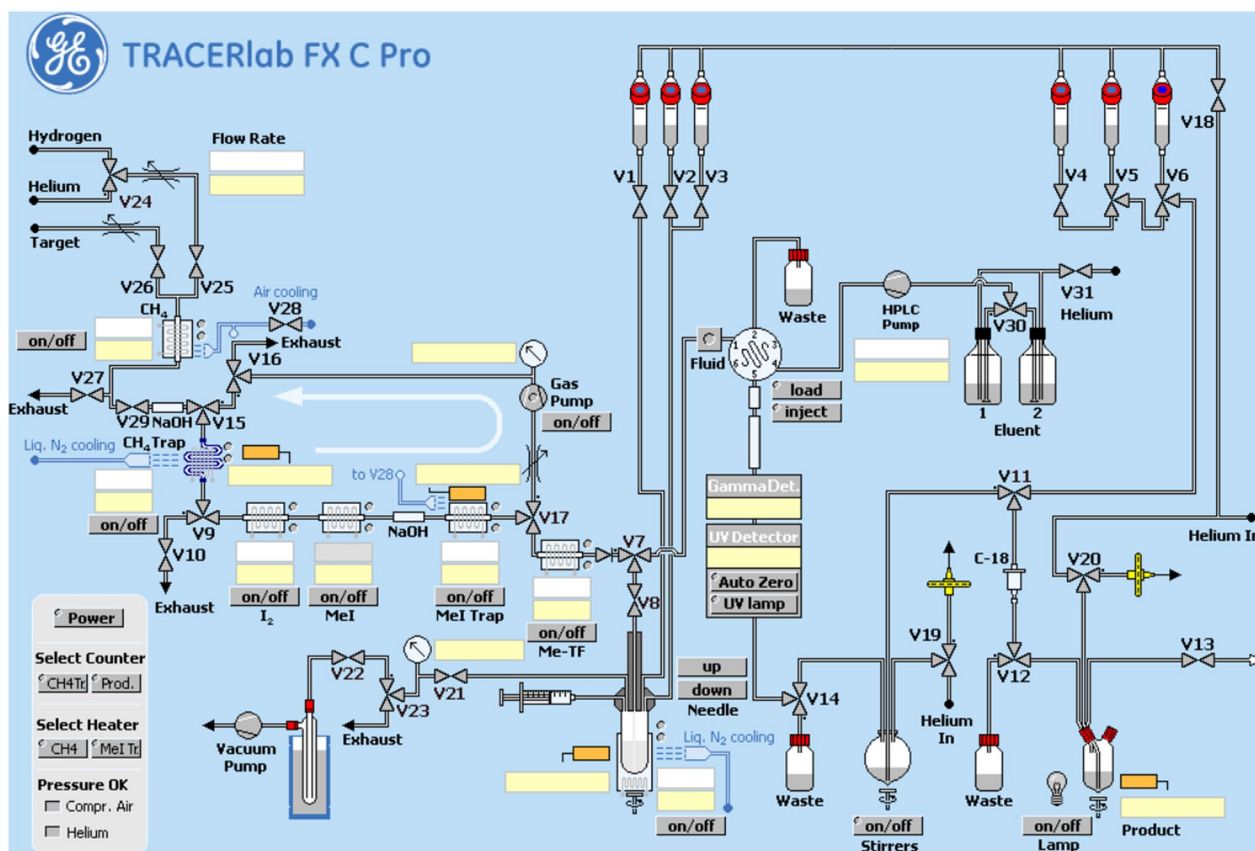 GE
TRACERlab FX C Pro
Hydrogen
Flow Rate
Helium
V24
Target
V26
V25
CH₄
on/off
Air cooling
V28
Exhaust
V16
V27
Exhaust
V29
NaOH
V15
Gas
Pump
on/off
Liq. N2 cooling
CH₄ Trap
on/off
to V28
V9
V10
Exhaust
NaOH
V17
on/off
on/off
on/off
I₂
MeI
MeI Trap
on/off
Me-TF
V7
V8
V1
V2
V3
V4
V5
V6
V18
Waste
Fluid
1
2
3
4
5
6
load
inject
HPLC
Pump
V30
V31
Helium
1
2
Eluent
Gamma Det.
UV Detector
Auto Zero
UV lamp
V11
C-18
V12
V13
V14
V19
V20
Helium In
Helium
In
Waste
Waste
on/off
Stirrers
on/off
Lamp
Product
up
down
Needle
Liq. N2 cooling
on/off
V21
V22
V23
Exhaust
Vacuum
Pump
Power
Select Counter
CH4Tr.
Prod.
Select Heater
CH4
MeI Tr.
Pressure OK
Compr. Air
Helium